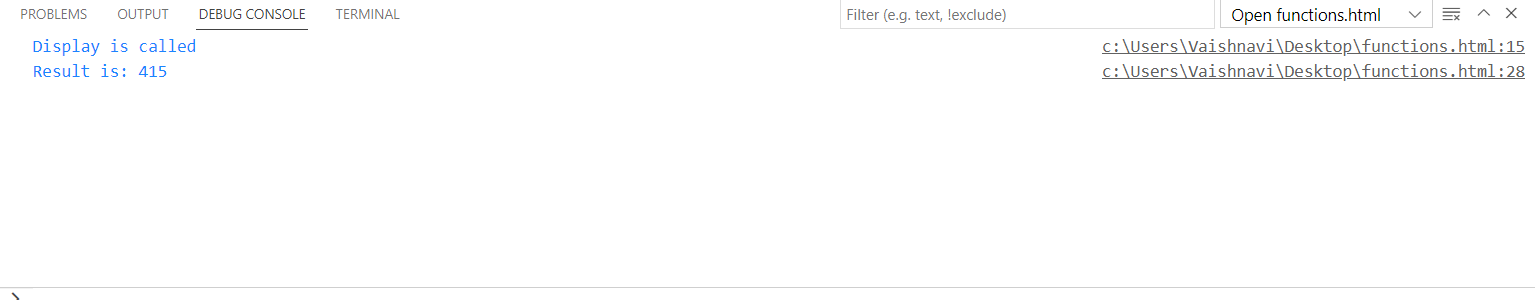 PROBLEMS OUTPUT DEBUG CONSOLE TERMINAL Filter (e.g. text, !exclude) Open functions.html
Display is called c:\Users\Vaishnavi\Desktop\functions.html:15
Result is: 415 c:\Users\Vaishnavi\Desktop\functions.html:28